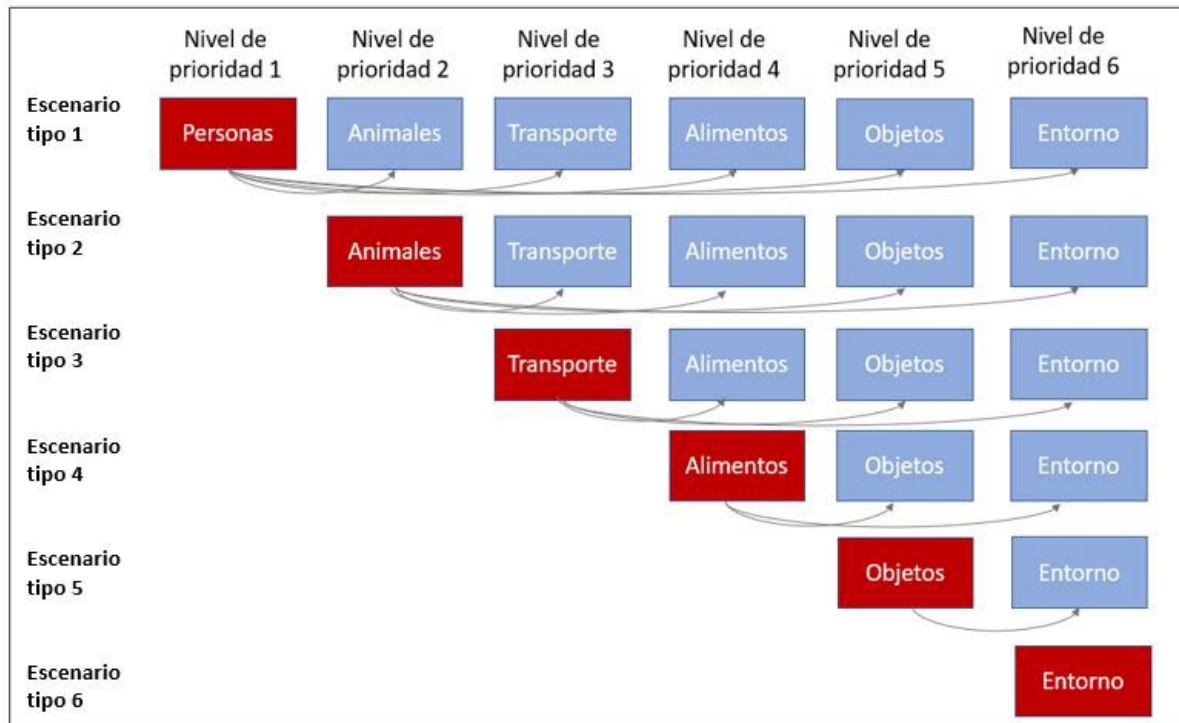 Nivel de prioridad 1
Nivel de prioridad 2
Nivel de prioridad 3
Nivel de prioridad 4
Nivel de prioridad 5
Nivel de prioridad 6
Escenario
tipo 1
Personas
Animales
Transporte
Alimentos
Objetos
Entorno
Escenario
tipo 2
Animales
Transporte
Alimentos
Objetos
Entorno
Escenario
tipo 3
Transporte
Alimentos
Objetos
Entorno
Escenario
tipo 4
Alimentos
Objetos
Entorno
Escenario
tipo 5
Objetos
Entorno
Escenario
tipo 6
Entorno